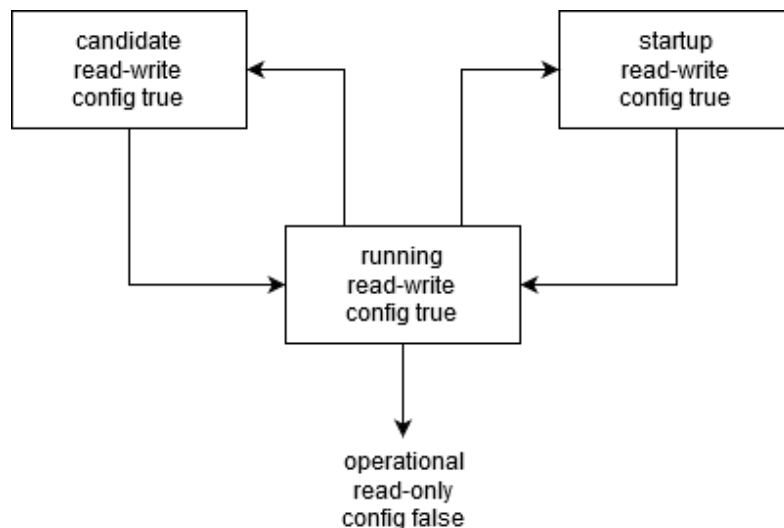 candidate
read-write
config true
startup
read-write
config true
running
read-write
config true
operational
read-only
config false